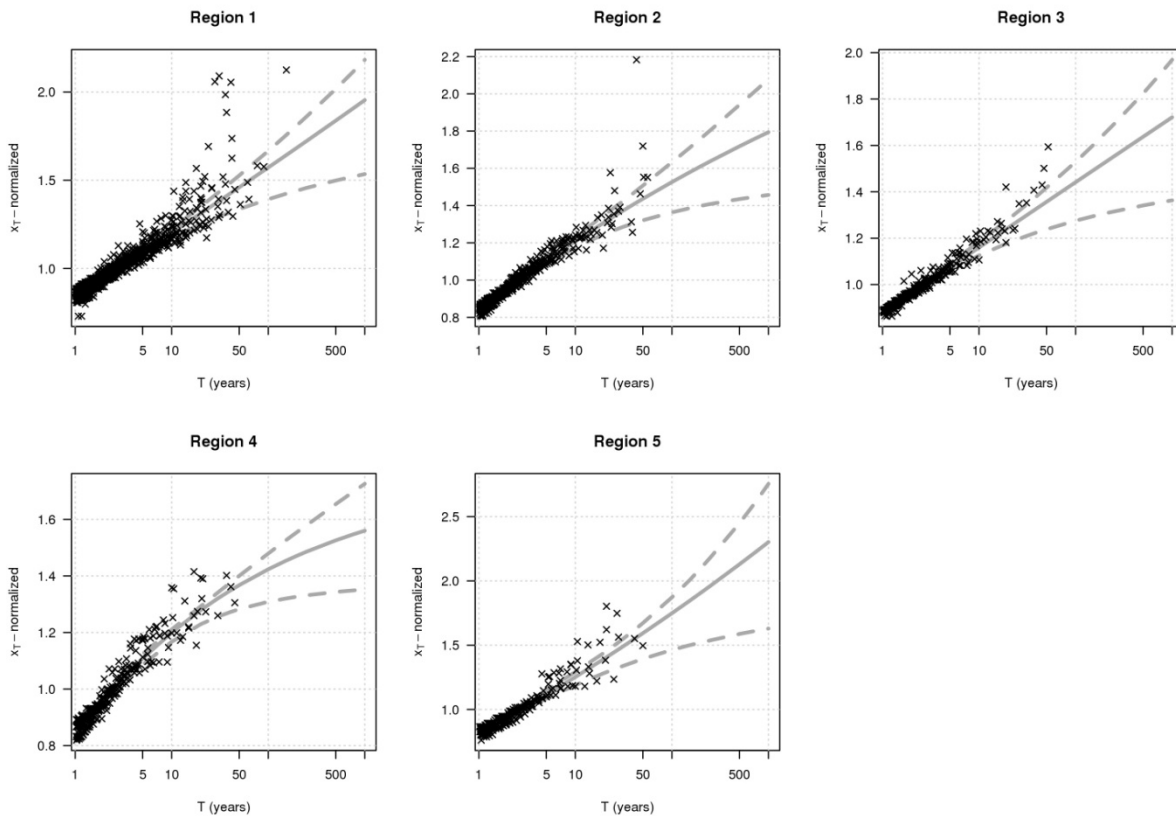 Region 1
2.0
1.5
1.0
x_T − normalized
1 5 10 50 500
T (years)
Region 2
2.2
2.0
1.8
1.6
1.4
1.2
1.0
0.8
x_T − normalized
1 5 10 50 500
T (years)
Region 3
2.0
1.8
1.6
1.4
1.2
1.0
x_T − normalized
1 5 10 50 500
T (years)
Region 4
1.6
1.4
1.2
1.0
0.8
x_T − normalized
1 5 10 50 500
T (years)
Region 5
2.5
2.0
1.5
1.0
x_T − normalized
1 5 10 50 500
T (years)